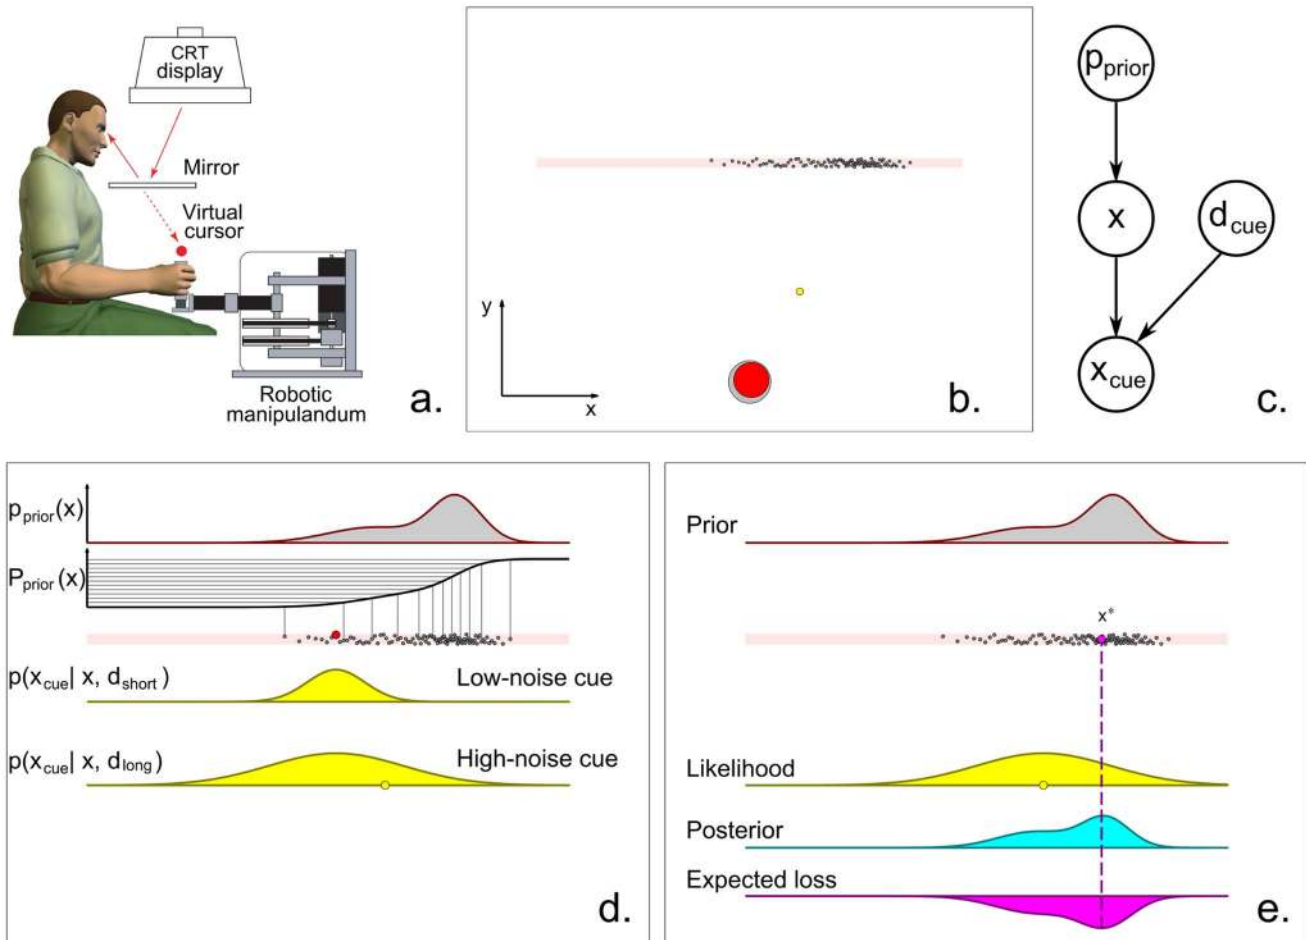 CRT
display
Mirror
Virtual
cursor
Robotic
manipulandum
a.
y
x
b.
p_prior
x
d_cue
x_cue
c.
p_prior(x)
P_prior(x)
p(x_cue| x, d_short)
Low-noise cue
p(x_cue| x, d_long)
High-noise cue
d.
Prior
x*
Likelihood
Posterior
Expected loss
e.